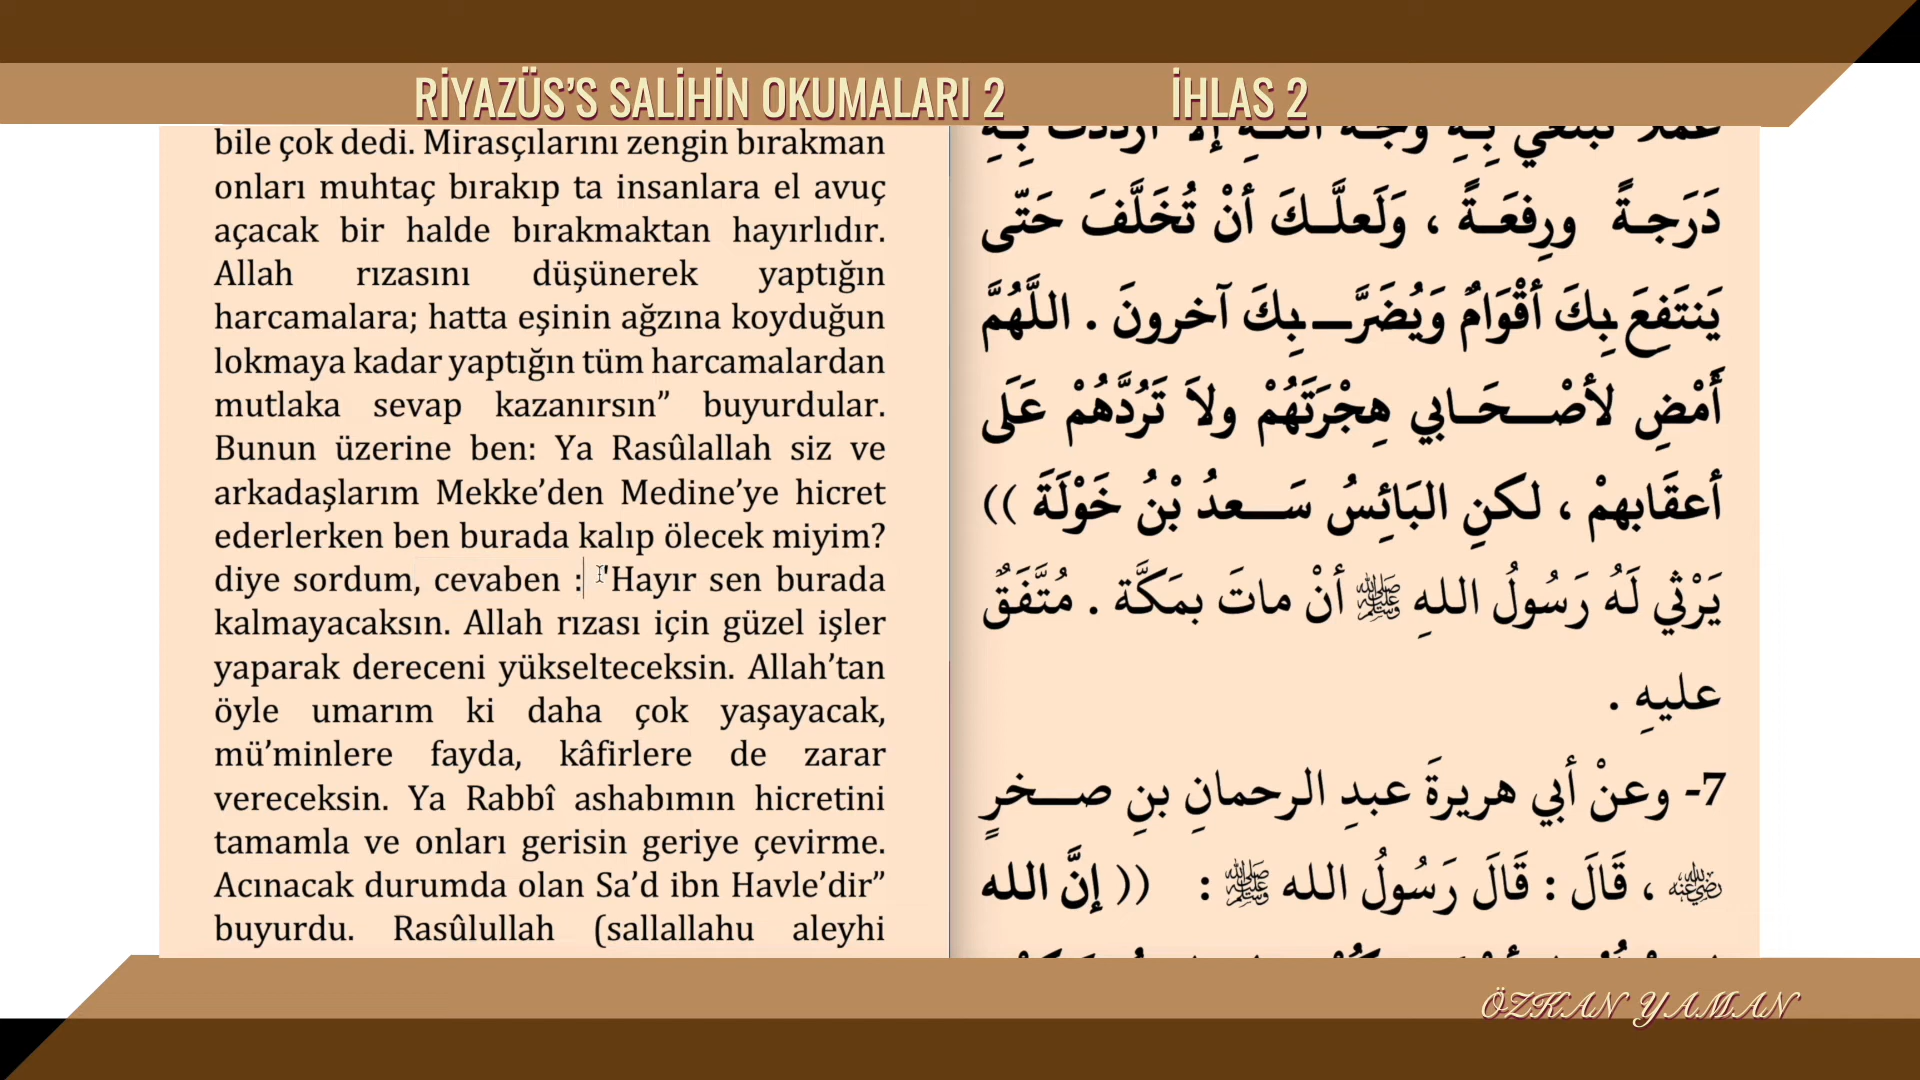 RİYAZÜS’S SALİHİN OKUMALARI 2
İHLAS 2
bile çok dedi. Mirasçılarını zengin bırakman
onları muhtaç bırakıp ta insanlara el avuç
açacak bir halde bırakmaktan hayırlıdır.
Allah rızasını düşünerek yaptığın
harcamalara; hatta eşinin ağzına koyduğun
lokmaya kadar yaptığın tüm harcamalardan
mutlaka sevap kazanırsın” buyurdular.
Bunun üzerine ben: Ya Rasûlallah siz ve
arkadaşlarım Mekke’den Medine’ye hicret
ederlerken ben burada kalıp ölecek miyim?
diye sordum, cevaben : "Hayır sen burada
kalmayacaksın. Allah rızası için güzel işler
yaparak dereceni yükselteceksin. Allah’tan
öyle umarım ki daha çok yaşayacak,
mü’minlere fayda, kâfirlere de zarar
vereceksin. Ya Rabbî ashabımın hicretini
tamamla ve onları gerisin geriye çevirme.
Acınacak durumda olan Sa’d ibn Havle’dir”
buyurdu. Rasûlullah (sallallahu aleyhi
دَرَجةً ورِفعَةً ، وَلَعلَّكَ أنْ تُخَلَّفَ حَتّى
يَنتَفِعَ بِكَ أقْوَامٌ وَيُضَرَّ بِكَ آخرونَ . اللَّهُمَّ
أَمْضِ لأصْحَابي هِجْرَتَهُمْ ولاَ تَرُدَّهُمْ عَلَى
أعقَابهمْ ، لكنِ البَائِسُ سَعدُ بْنُ خَوْلَةَ ))
يَرْثي لَهُ رَسُولُ اللهِ ﷺ أنْ ماتَ بمَكَّة . مُتَّفَقٌ
عليهِ .
7- وعنْ أبي هريرةَ عبدِ الرحمانِ بنِ صخرٍ
رضي الله عنه ، قَالَ : قَالَ رَسُولُ الله ﷺ : (( إنَّ الله
ÖZKAN YAMAN